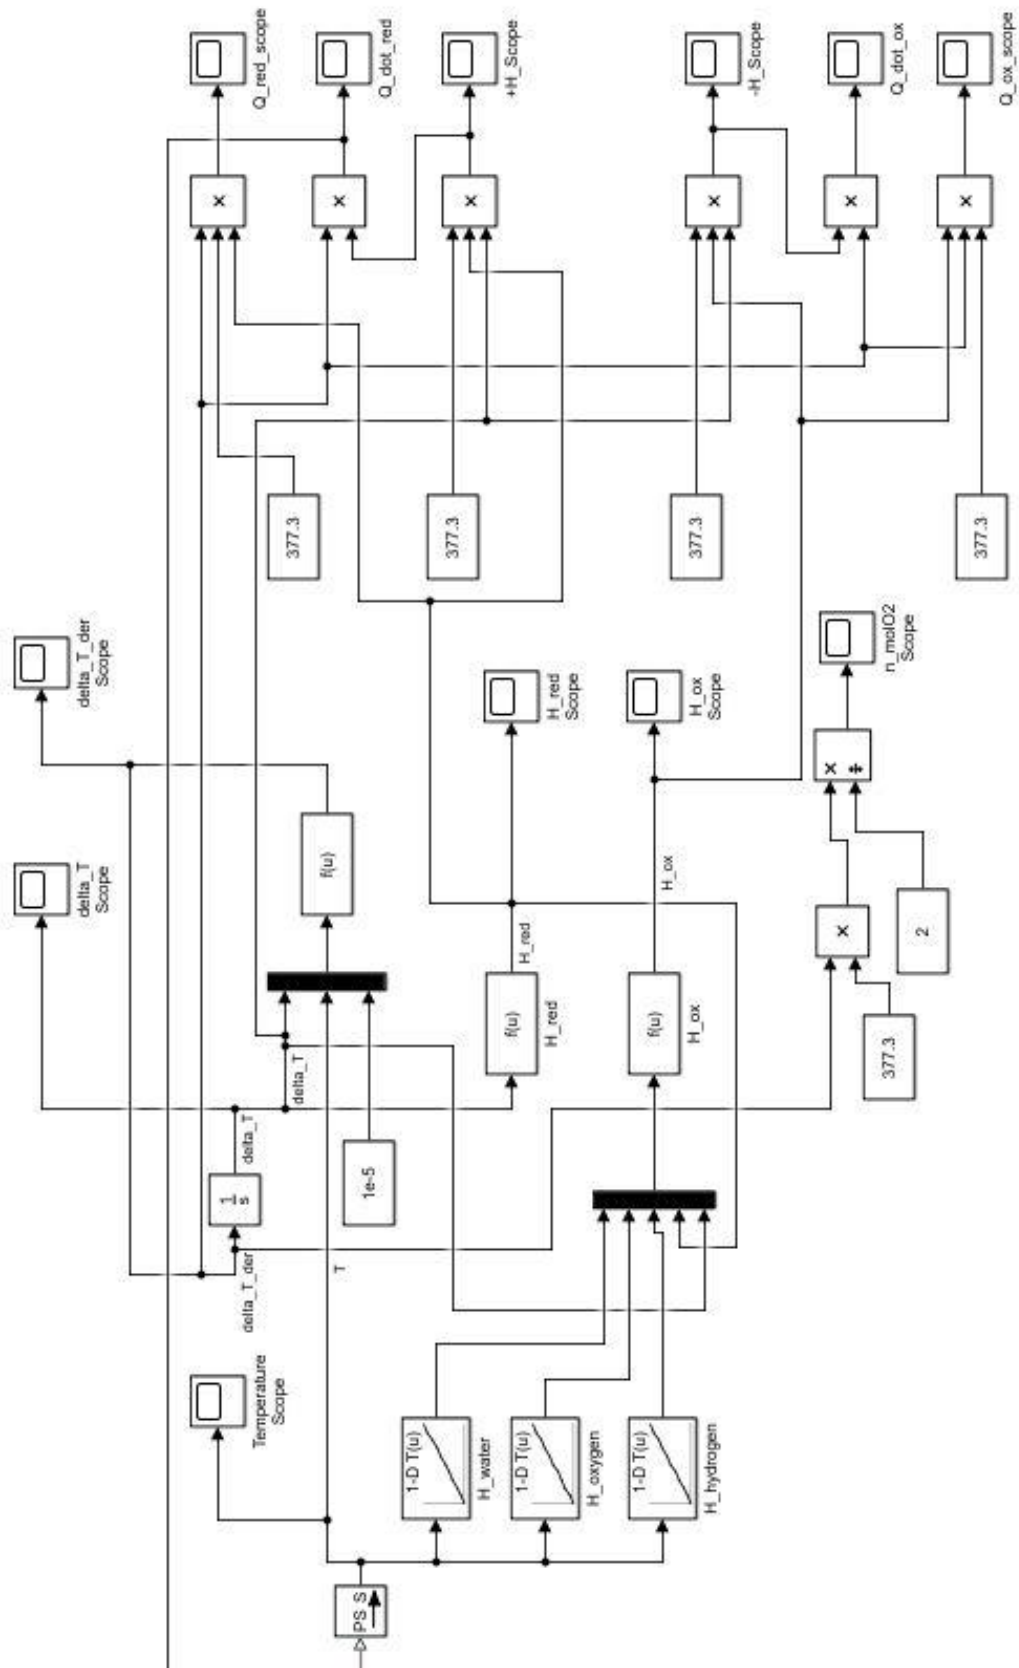 Q_red_scope
Q_dot_red
+H_Scope
-H_Scope
Q_dot_ox
Q_ox_scope
×
×
×
×
×
×
377.3
377.3
377.3
377.3
delta_T_der
Scope
delta_T
Scope
H_red
Scope
H_ox
Scope
n_molO2
Scope
f(u)
×
÷
H_ox
H_red
×
2
f(u)
H_red
f(u)
H_ox
377.3
delta_T
delta_T
1
s
1e-5
delta_T_der
T
Temperature
Scope
1-D T(u)
H_water
1-D T(u)
H_oxygen
1-D T(u)
H_hydrogen
PS S